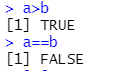 > a>b
[1] TRUE
> a==b
[1] FALSE